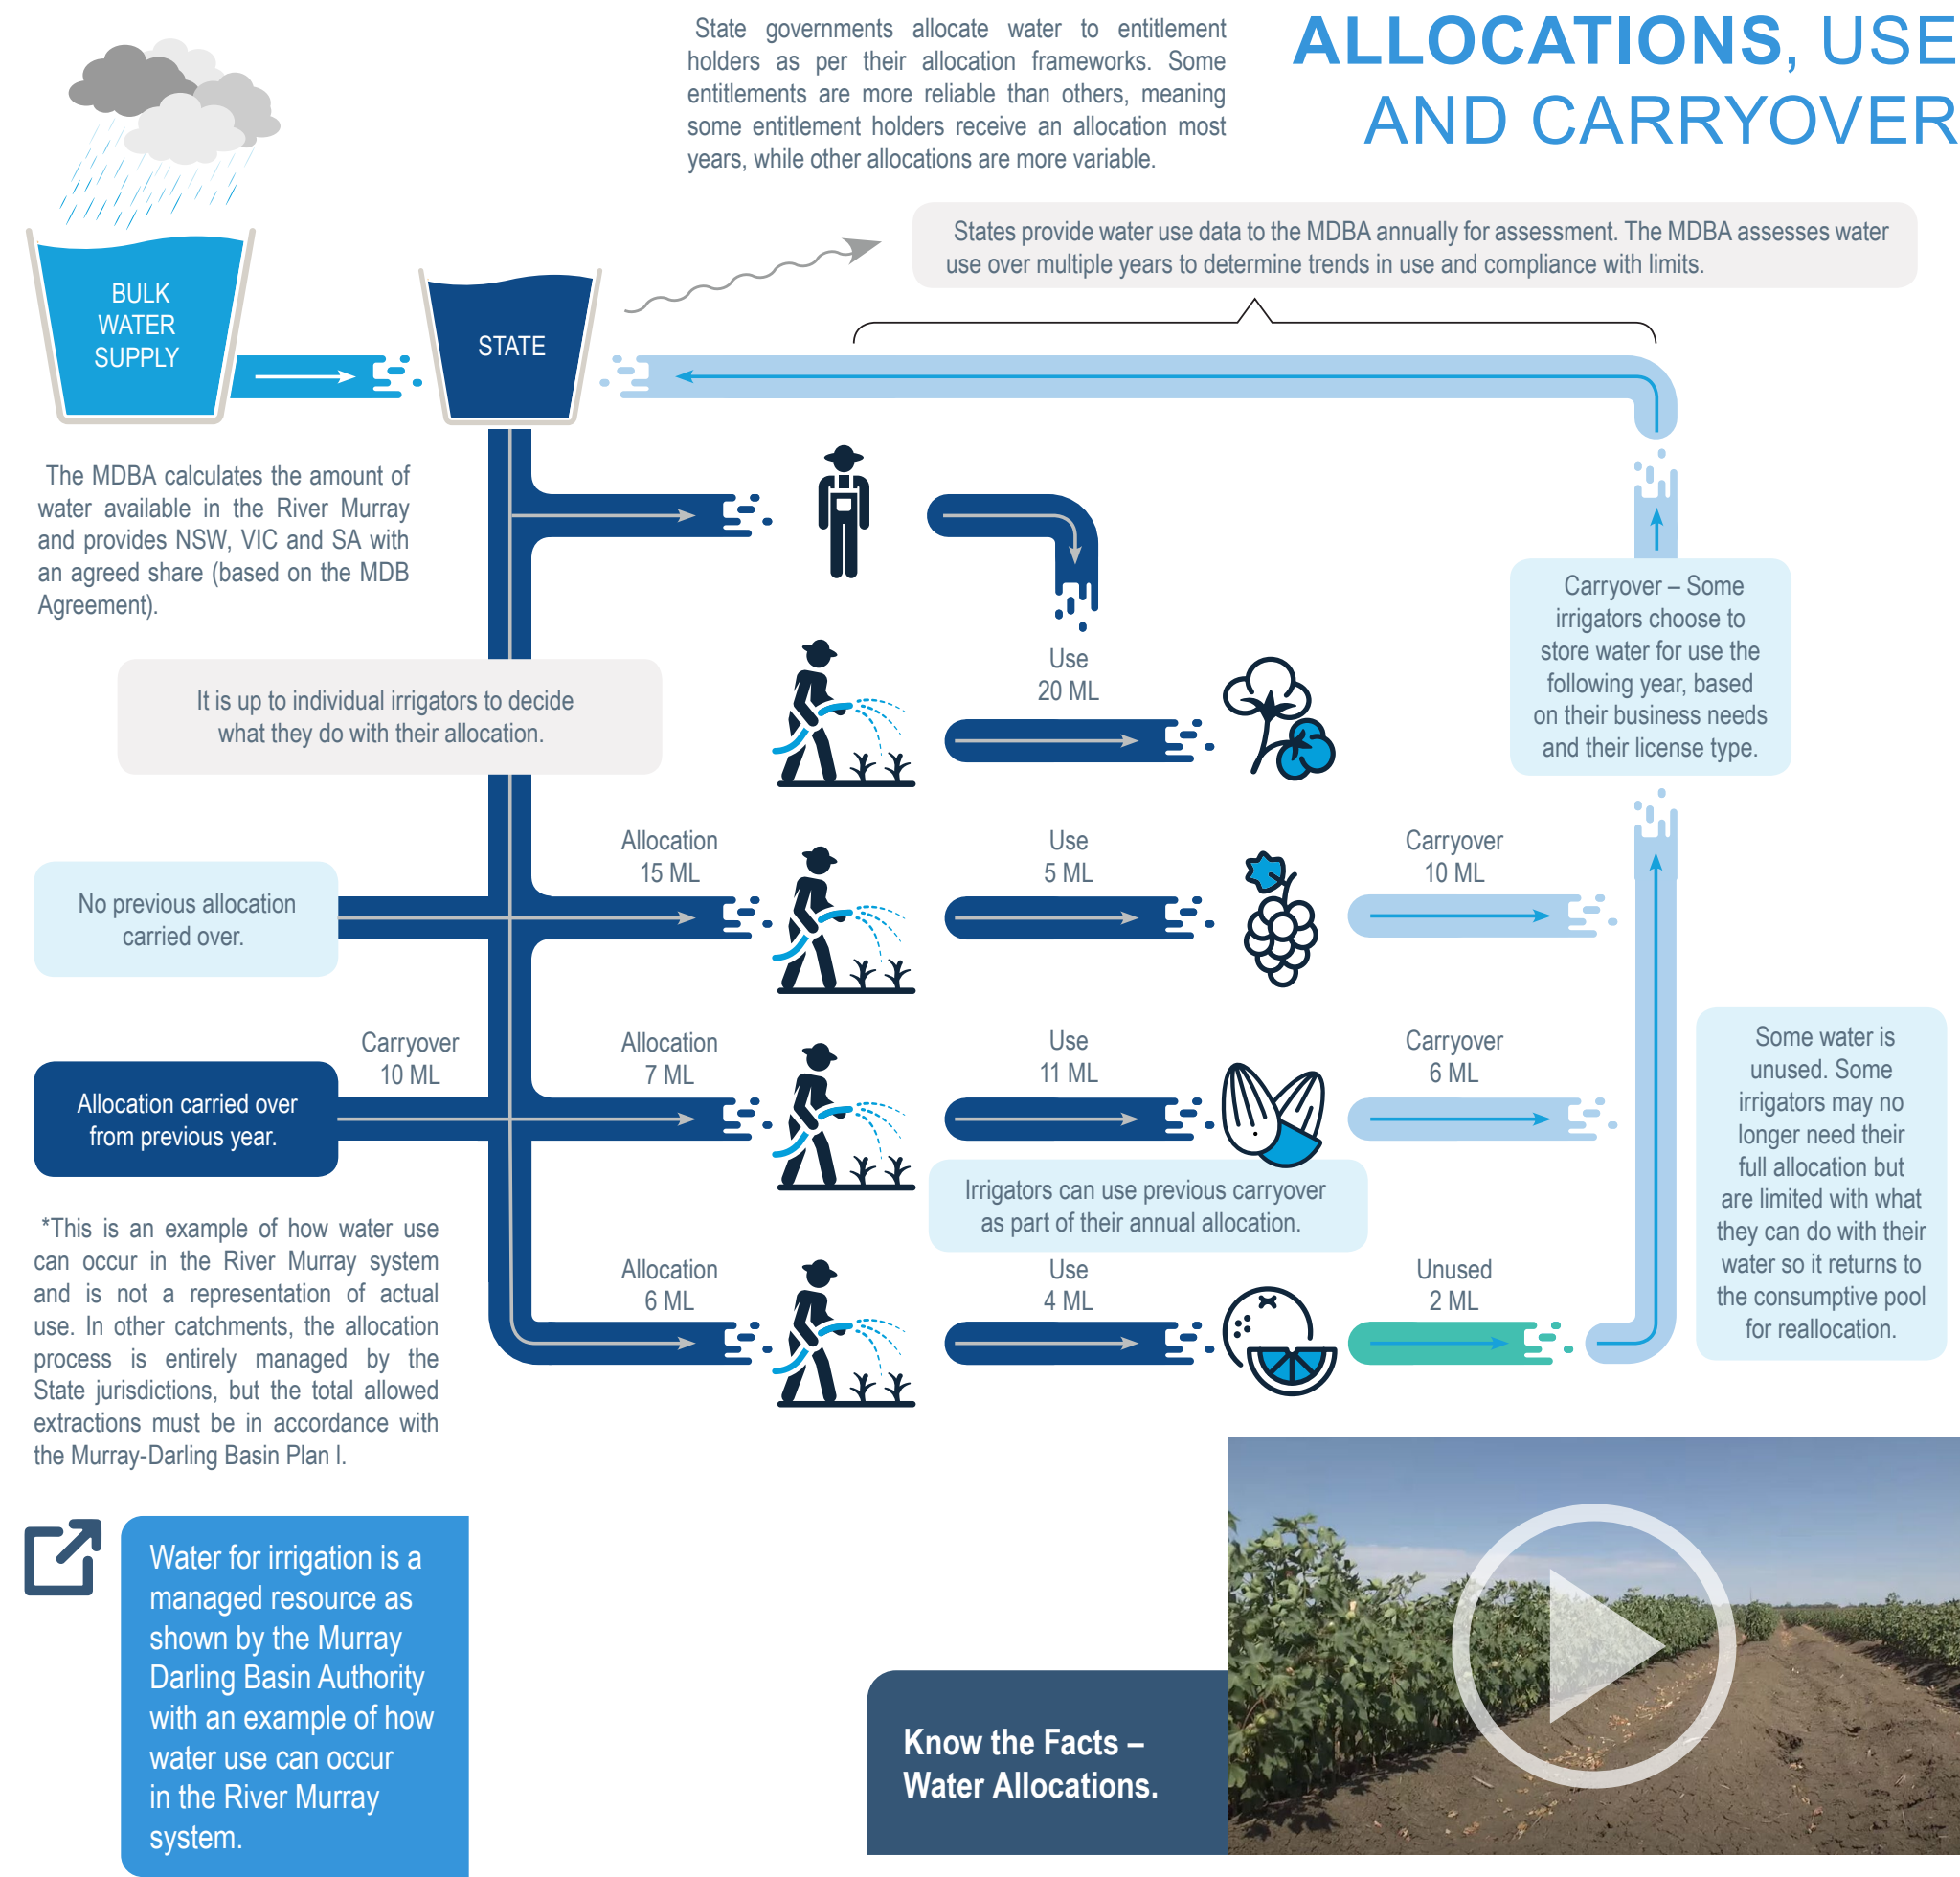 ALLOCATIONS, USE
AND CARRYOVER
State governments allocate water to entitlement
holders as per their allocation frameworks. Some
entitlements are more reliable than others, meaning
some entitlement holders receive an allocation most
years, while other allocations are more variable.
States provide water use data to the MDBA annually for assessment. The MDBA assesses water
use over multiple years to determine trends in use and compliance with limits.
BULK
WATER
SUPPLY
STATE
The MDBA calculates the amount of
water available in the River Murray
and provides NSW, VIC and SA with
an agreed share (based on the MDB
Agreement).
It is up to individual irrigators to decide
what they do with their allocation.
Use
20 ML
Carryover – Some
irrigators choose to
store water for use the
following year, based
on their business needs
and their license type.
No previous allocation
carried over.
Allocation
15 ML
Use
5 ML
Carryover
10 ML
Allocation carried over
from previous year.
Carryover
10 ML
Allocation
7 ML
Use
11 ML
Carryover
6 ML
Irrigators can use previous carryover
as part of their annual allocation.
Some water is
unused. Some
irrigators may no
longer need their
full allocation but
are limited with what
they can do with their
water so it returns to
the consumptive pool
for reallocation.
Allocation
6 ML
Use
4 ML
Unused
2 ML
*This is an example of how water use
can occur in the River Murray system
and is not a representation of actual
use. In other catchments, the allocation
process is entirely managed by the
State jurisdictions, but the total allowed
extractions must be in accordance with
the Murray-Darling Basin Plan I.
Water for irrigation is a
managed resource as
shown by the Murray
Darling Basin Authority
with an example of how
water use can occur
in the River Murray
system.
Know the Facts –
Water Allocations.